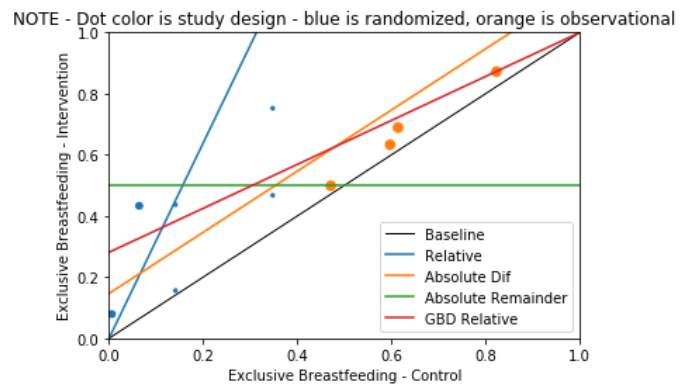 NOTE - Dot color is study design - blue is randomized, orange is observational
1.0
0.8
0.6
0.4
0.2
0.0
Exclusive Breastfeeding - Intervention
Baseline
Relative
Absolute Dif
Absolute Remainder
GBD Relative
0.0 0.2 0.4 0.6 0.8 1.0
Exclusive Breastfeeding - Control